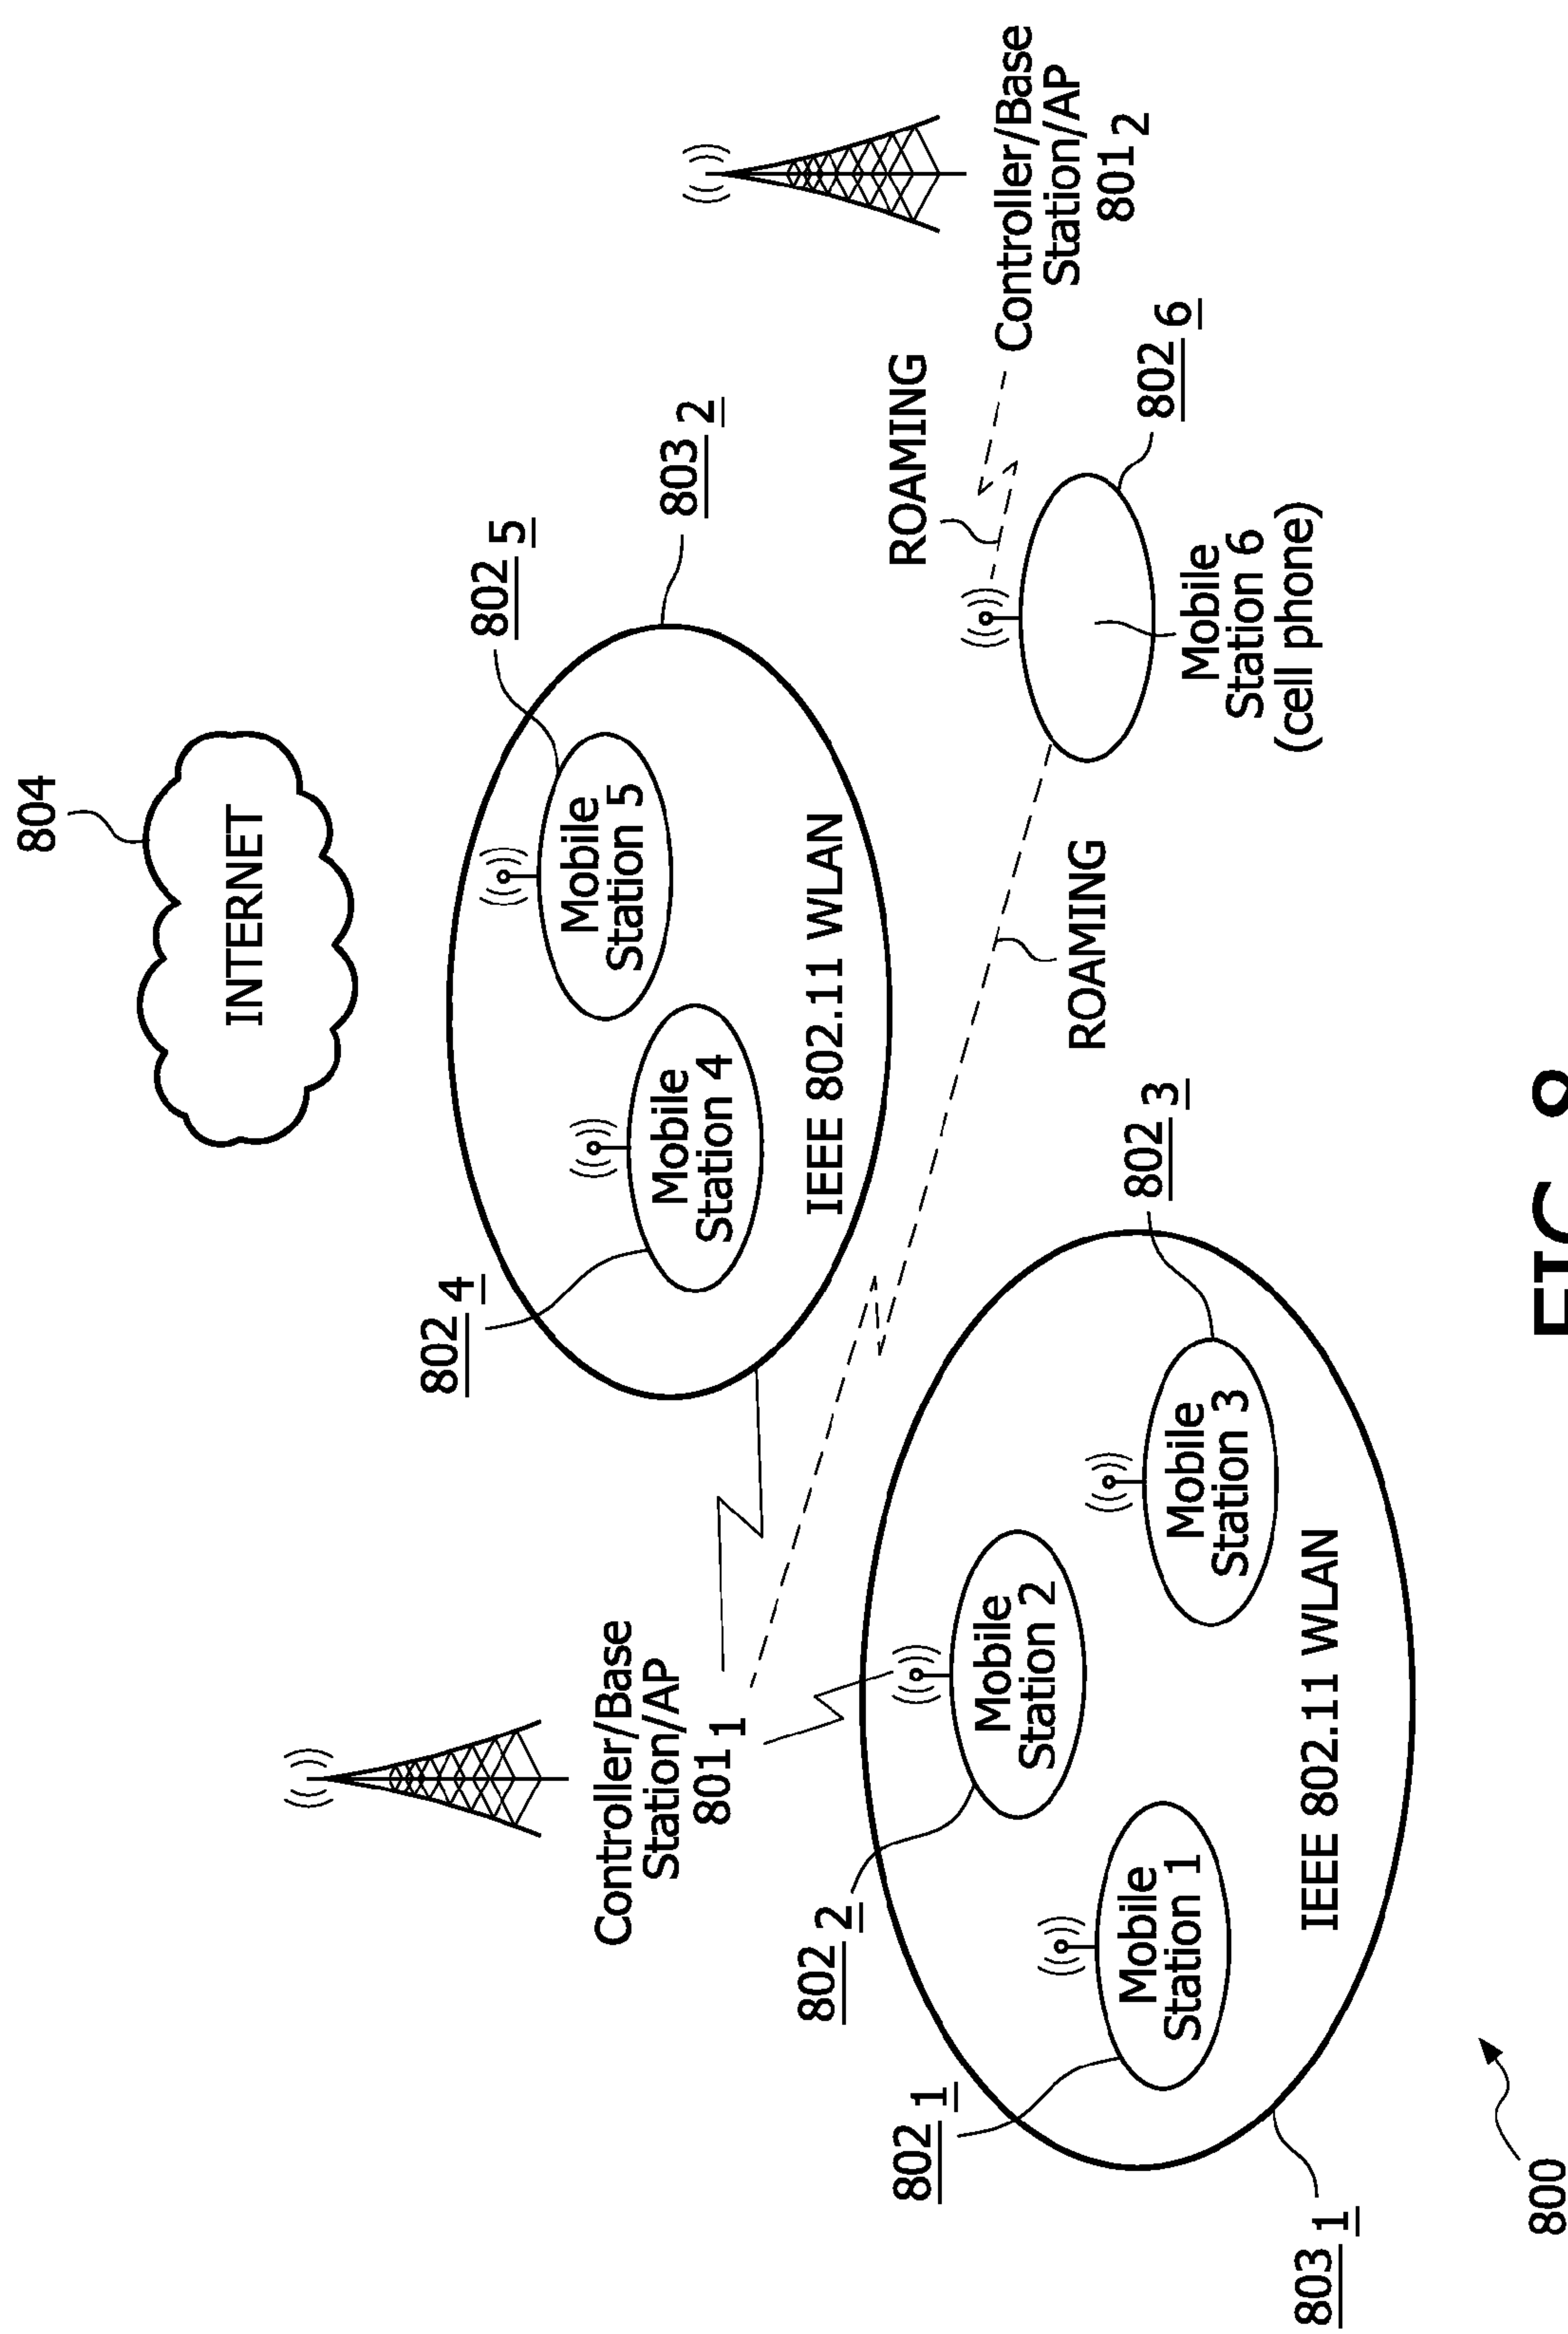 804
INTERNET
802 5
803 2
Mobile
Station 5
802 4
Mobile
Station 4
IEEE 802.11 WLAN
Controller/Base
Station/AP
801 1
ROAMING
Controller/Base
Station/AP
801 2
802 6
Mobile
Station 6
(cell phone)
ROAMING
802 3
802 2
Mobile
Station 2
Mobile
Station 3
802 1
Mobile
Station 1
IEEE 802.11 WLAN
803 1
800